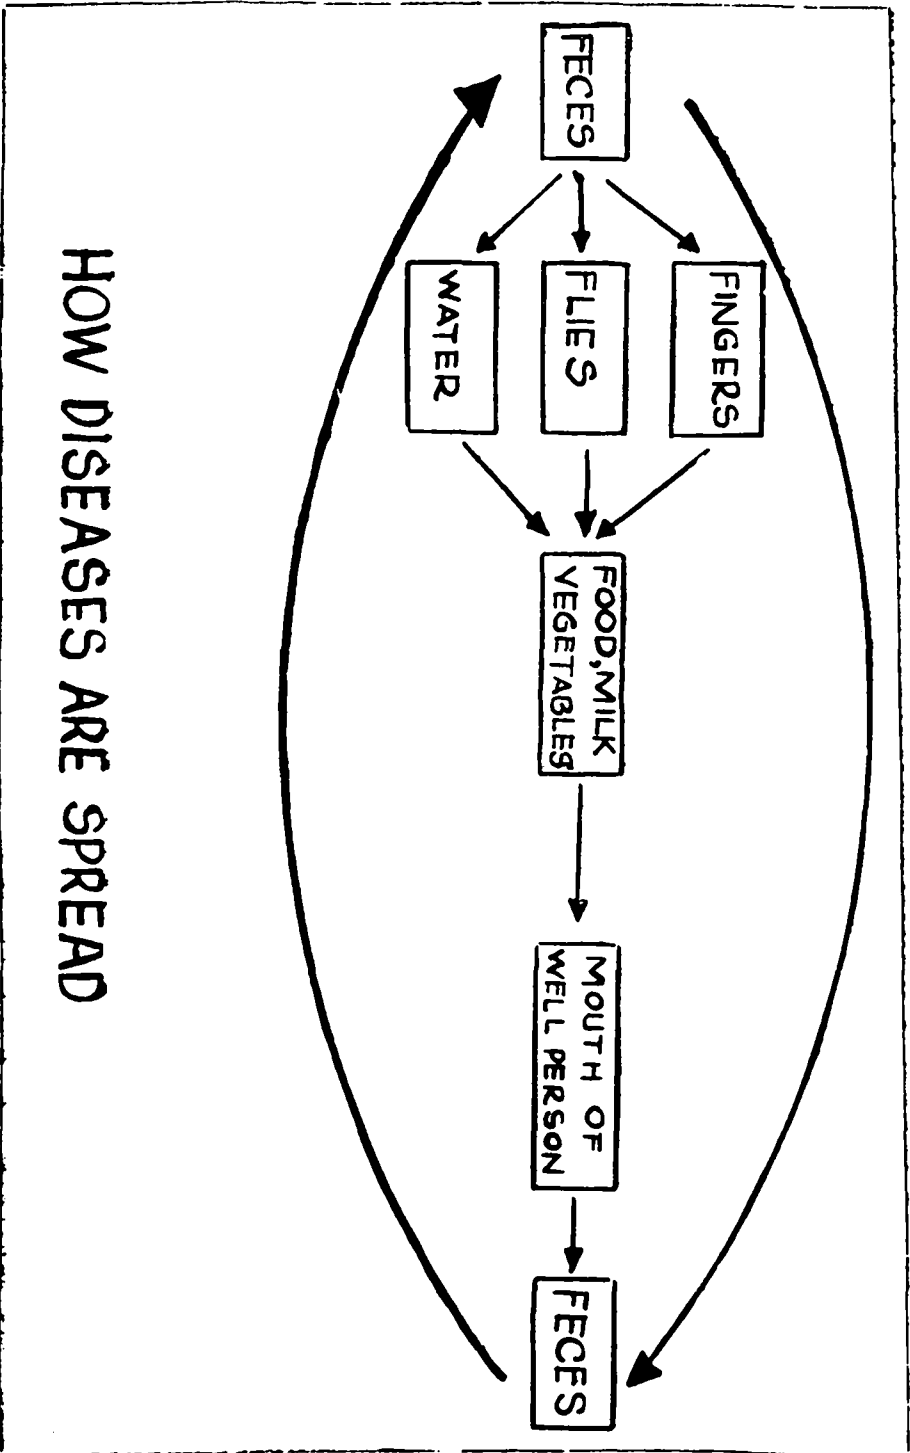 FECES
FINGERS
FLIES
WATER
FOOD, MILK
VEGETABLES
MOUTH OF
WELL PERSON
FECES
HOW DISEASES ARE SPREAD